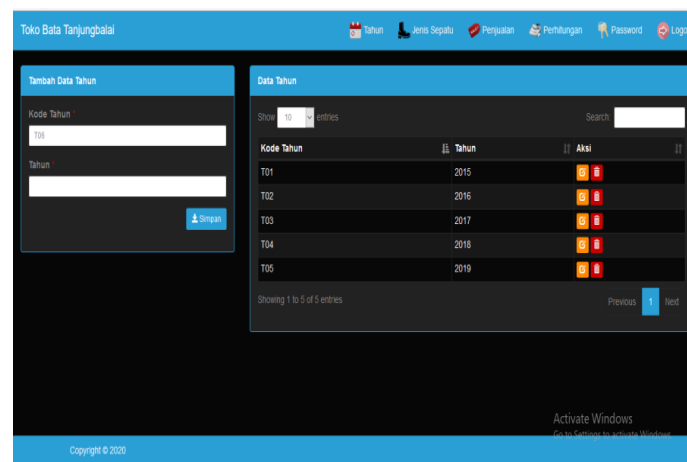 Toko Bata Tanjungbalai Tahun Jenis Sepatu Penjualan Perhitungan Password Logo
Tambah Data Tahun
Kode Tahun *
T06
Tahun *
Simpan
Data Tahun
Show 10 entries Search:
Kode Tahun Tahun Aksi
T01 2015
T02 2016
T03 2017
T04 2018
T05 2019
Showing 1 to 5 of 5 entries Previous 1 Next
Activate Windows
Go to Settings to activate Windows.
Copyright © 2020